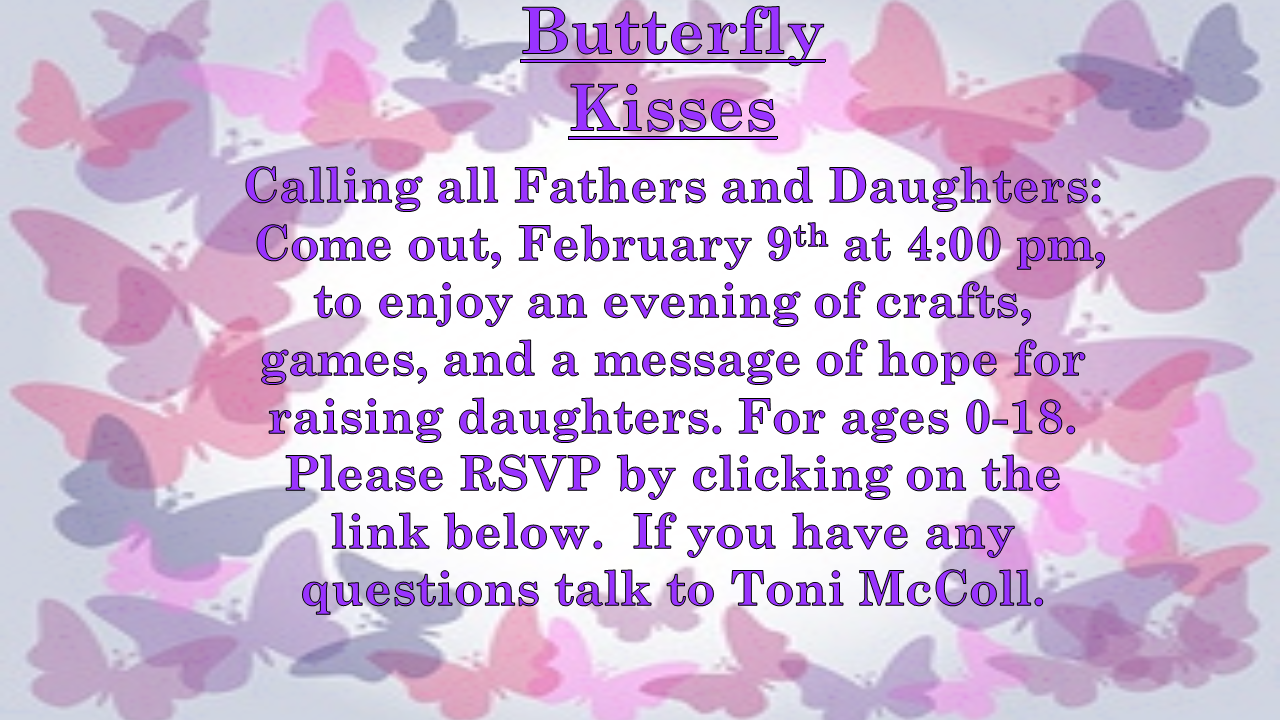 Butterfly
Kisses
Calling all Fathers and Daughters:
Come out, February 9th at 4:00 pm,
to enjoy an evening of crafts,
games, and a message of hope for
raising daughters. For ages 0-18.
Please RSVP by clicking on the
link below.  If you have any
questions talk to Toni McColl.